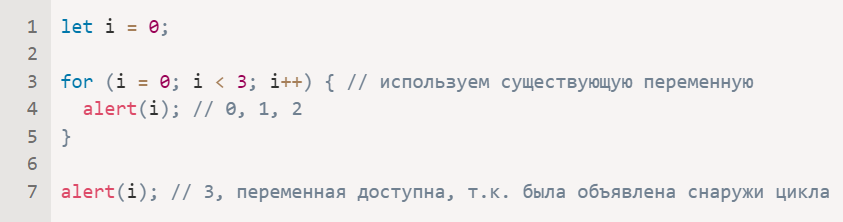 1 let i = 0;
2
3 for (i = 0; i < 3; i++) { // используем существующую переменную
4   alert(i); // 0, 1, 2
5 }
6
7 alert(i); // 3, переменная доступна, т.к. была объявлена снаружи цикла